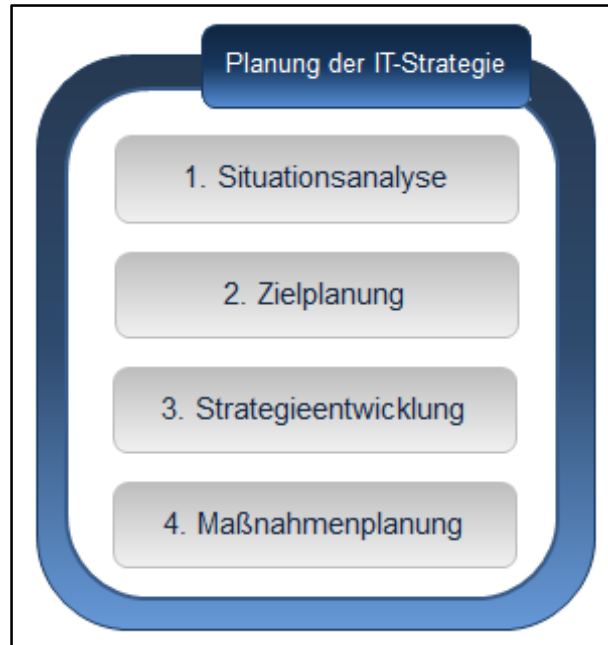 Planung der IT-Strategie
1. Situationsanalyse
2. Zielplanung
3. Strategieentwicklung
4. Maßnahmenplanung